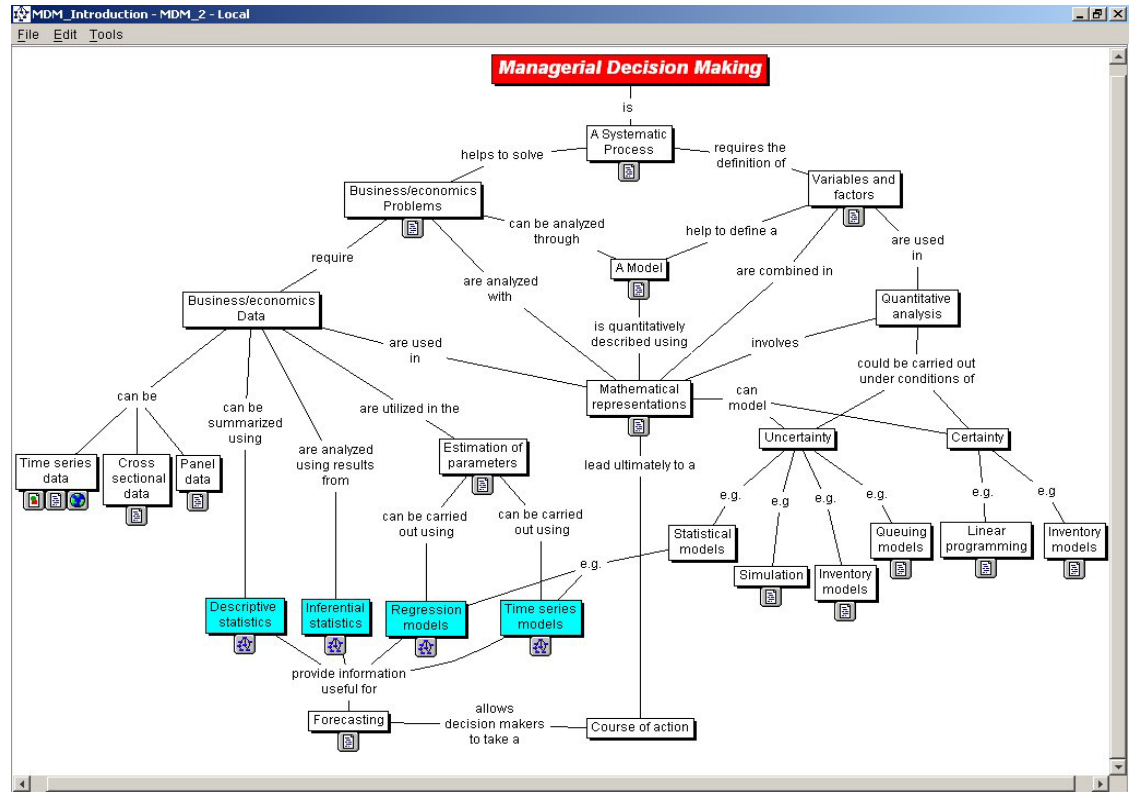 MDM_Introduction - MDM_2 - Local
File Edit Tools
Managerial Decision Making
is
A Systematic
Process
helps to solve
requires the
definition of
Business/economics
Problems
Variables and
factors
can be analyzed
through
help to define a
are used
in
require
A Model
are analyzed
with
are combined in
Business/economics
Data
Quantitative
analysis
is quantitatively
described using
are used
in
involves
could be carried out
under conditions of
can be
Mathematical
representations
can
model
can be
summarized
using
are utilized in the
Uncertainty
Certainty
are analyzed
using results
from
Estimation of
parameters
Time series
data
Cross
sectional
data
Panel
data
lead ultimately to a
e.g.
e.g
e.g.
e.g.
e.g.
e.g
can be carried
out using
can be carried
out using
Statistical
models
Queuing
models
Linear
programming
Inventory
models
e.g.
Simulation
Inventory
models
Descriptive
statistics
Inferential
statistics
Regression
models
Time series
models
provide information
useful for
Forecasting
allows
decision makers
to take a
Course of action